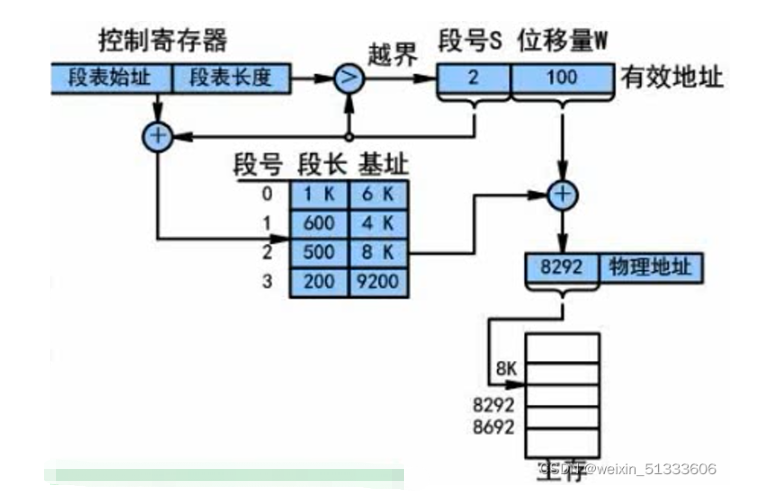 控制寄存器
段表始址 段表长度
>
越界
段号S 位移量W
2 100
有效地址
+
段号 段长 基址
0 1 K 6 K
1 600 4 K
2 500 8 K
3 200 9200
+
8292 物理地址
8K
8292
8692
主存
CSDN @weixin_51333606